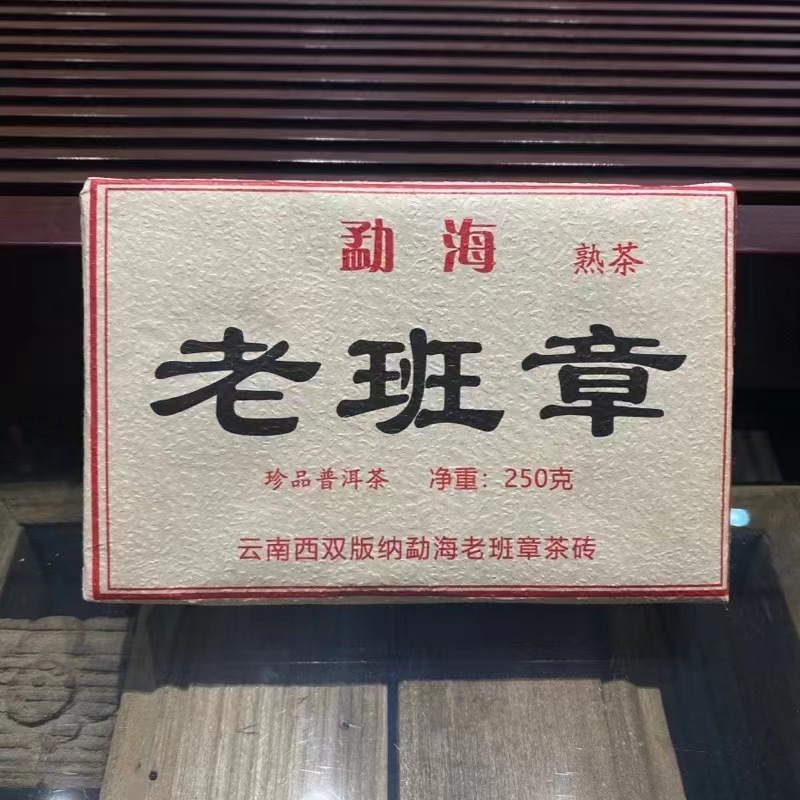 勐海 熟茶
老班章
珍品普洱茶 净重：250克
云南西双版纳勐海老班章茶砖